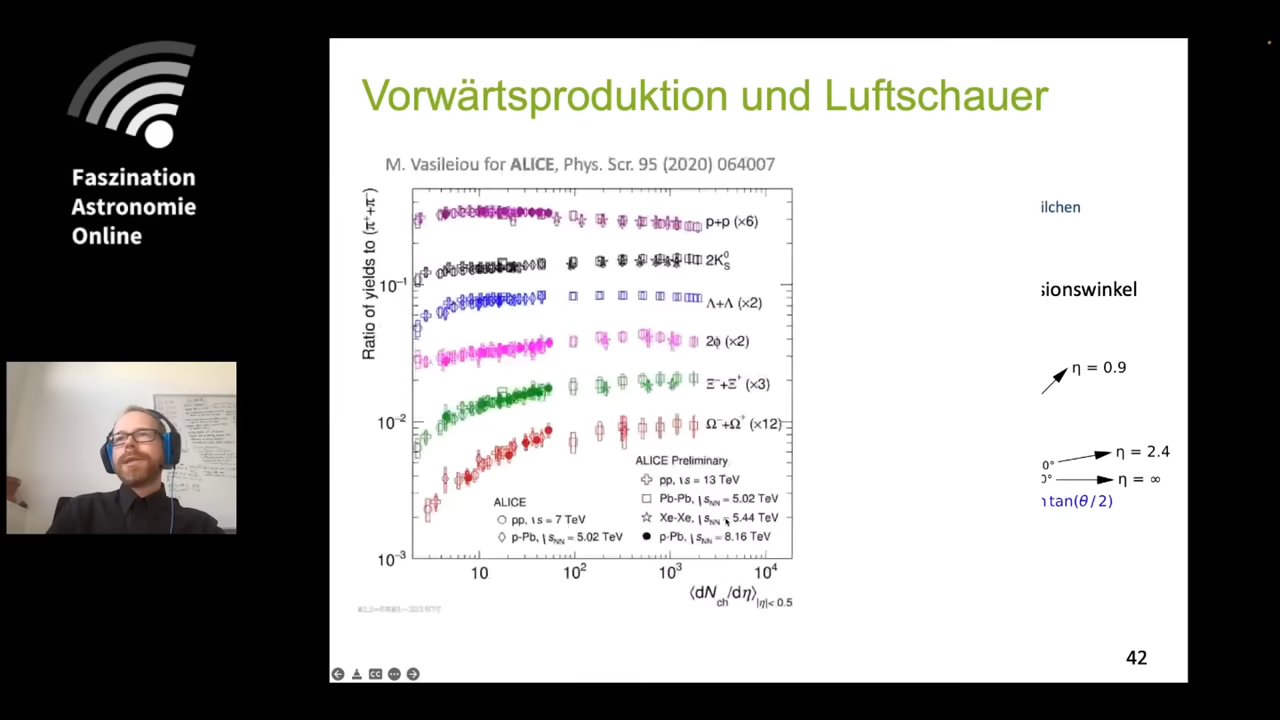 Faszination
Astronomie
Online
Vorwärtsproduktion und Luftschauer
M. Vasileiou for ALICE, Phys. Scr. 95 (2020) 064007
Ratio of yields to (π⁺+π⁻)
10⁻¹
10⁻²
10⁻³
p+p (×6)
2K⁰S
Λ+Λ (×2)
2ϕ (×2)
Ξ⁻+Ξ⁺ (×3)
Ω⁻+Ω⁺ (×12)
ALICE Preliminary
pp, √s = 13 TeV
Pb-Pb, √sNN = 5.02 TeV
Xe-Xe, √sNN = 5.44 TeV
p-Pb, √sNN = 8.16 TeV
ALICE
pp, √s = 7 TeV
p-Pb, √sNN = 5.02 TeV
10 10² 10³ 10⁴
⟨dNch/dη⟩|η|< 0.5
ilchen
sionswinkel
η = 0.9
0° η = 2.4
0° η = ∞
n tan(θ/2)
42
CC